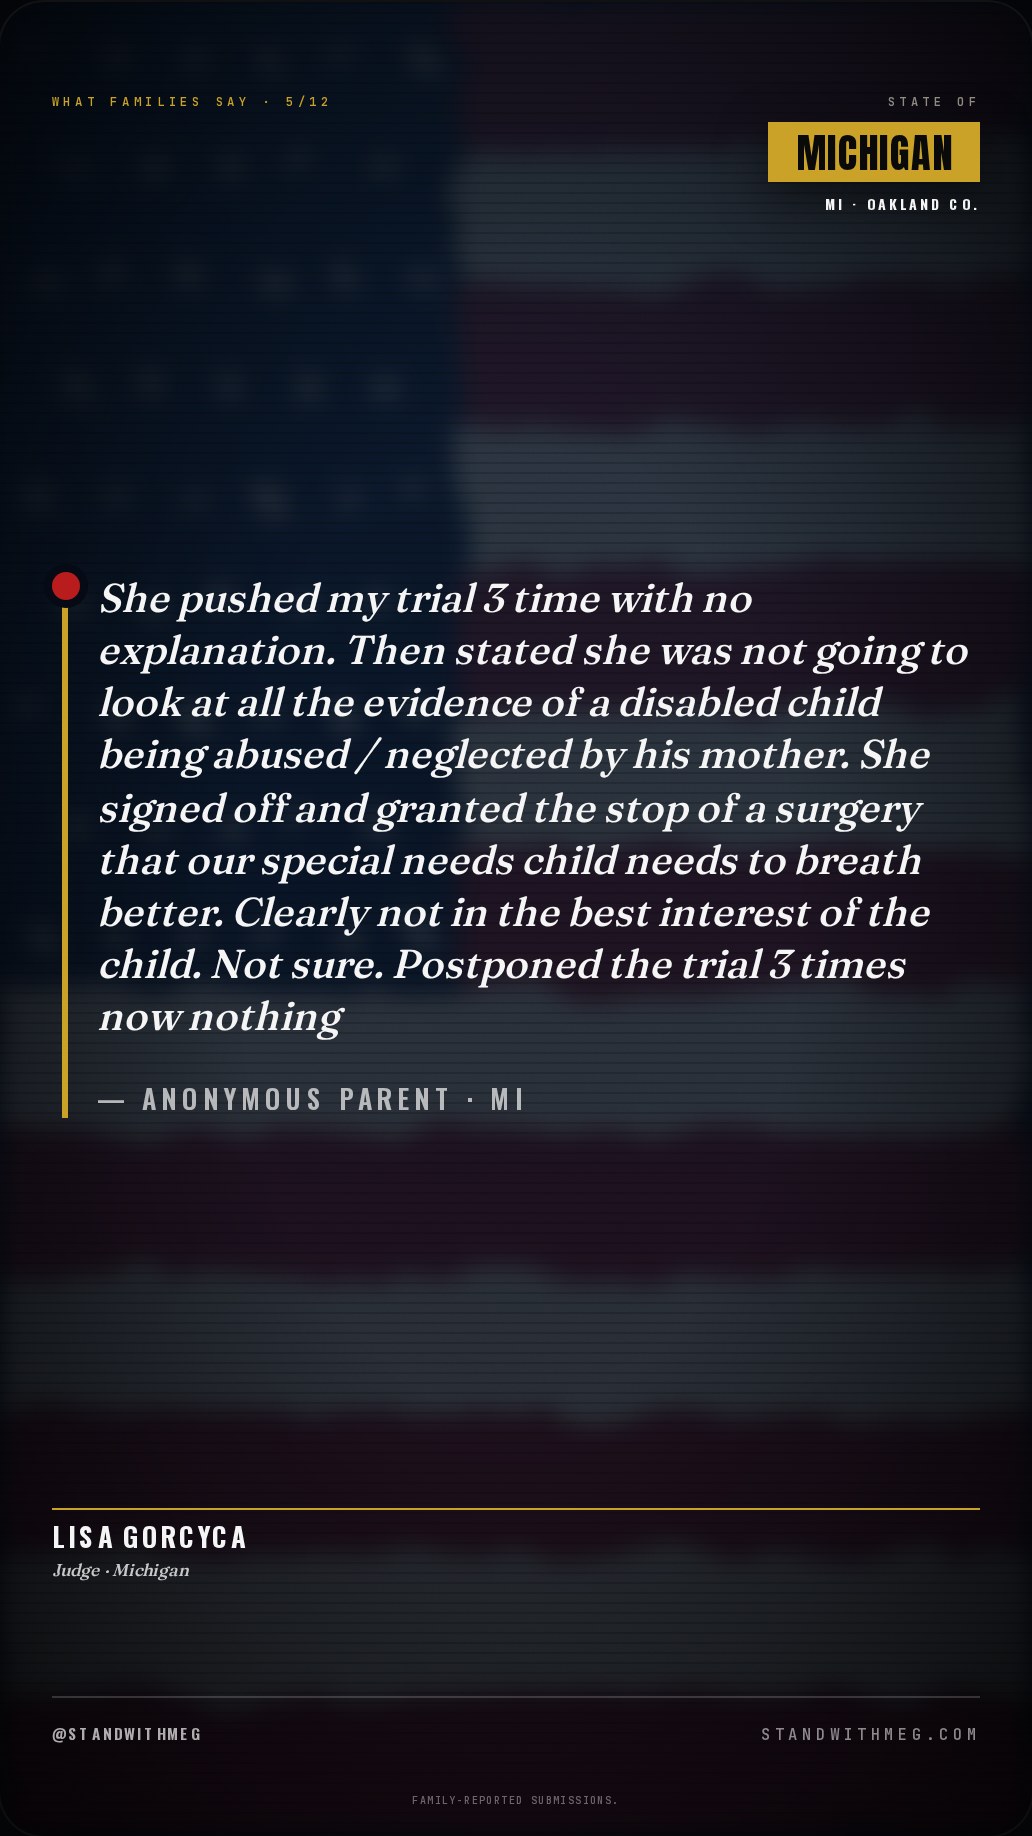 WHAT FAMILIES SAY · 5/12
STATE OF
MICHIGAN
MI · OAKLAND CO.
She pushed my trial 3 time with no
explanation. Then stated she was not going to
look at all the evidence of a disabled child
being abused / neglected by his mother. She
signed off and granted the stop of a surgery
that our special needs child needs to breath
better. Clearly not in the best interest of the
child. Not sure. Postponed the trial 3 times
now nothing
— ANONYMOUS PARENT · MI
LISA GORCYCA
Judge · Michigan
@STANDWITHMEG
STANDWITHMEG.COM
FAMILY-REPORTED SUBMISSIONS.